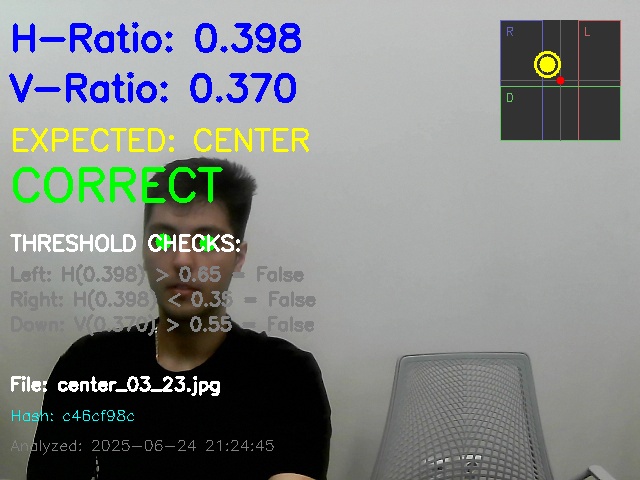 H-Ratio: 0.398
V-Ratio: 0.370
R
L
D
EXPECTED: CENTER
CORRECT
THRESHOLD CHECKS:
Left: H(0.398) > 0.65 = False
Right: H(0.398) < 0.35 = False
Down: V(0.370) > 0.55 = False
File: center_03_23.jpg
Hash: c46cf98c
Analyzed: 2025-06-24 21:24:45